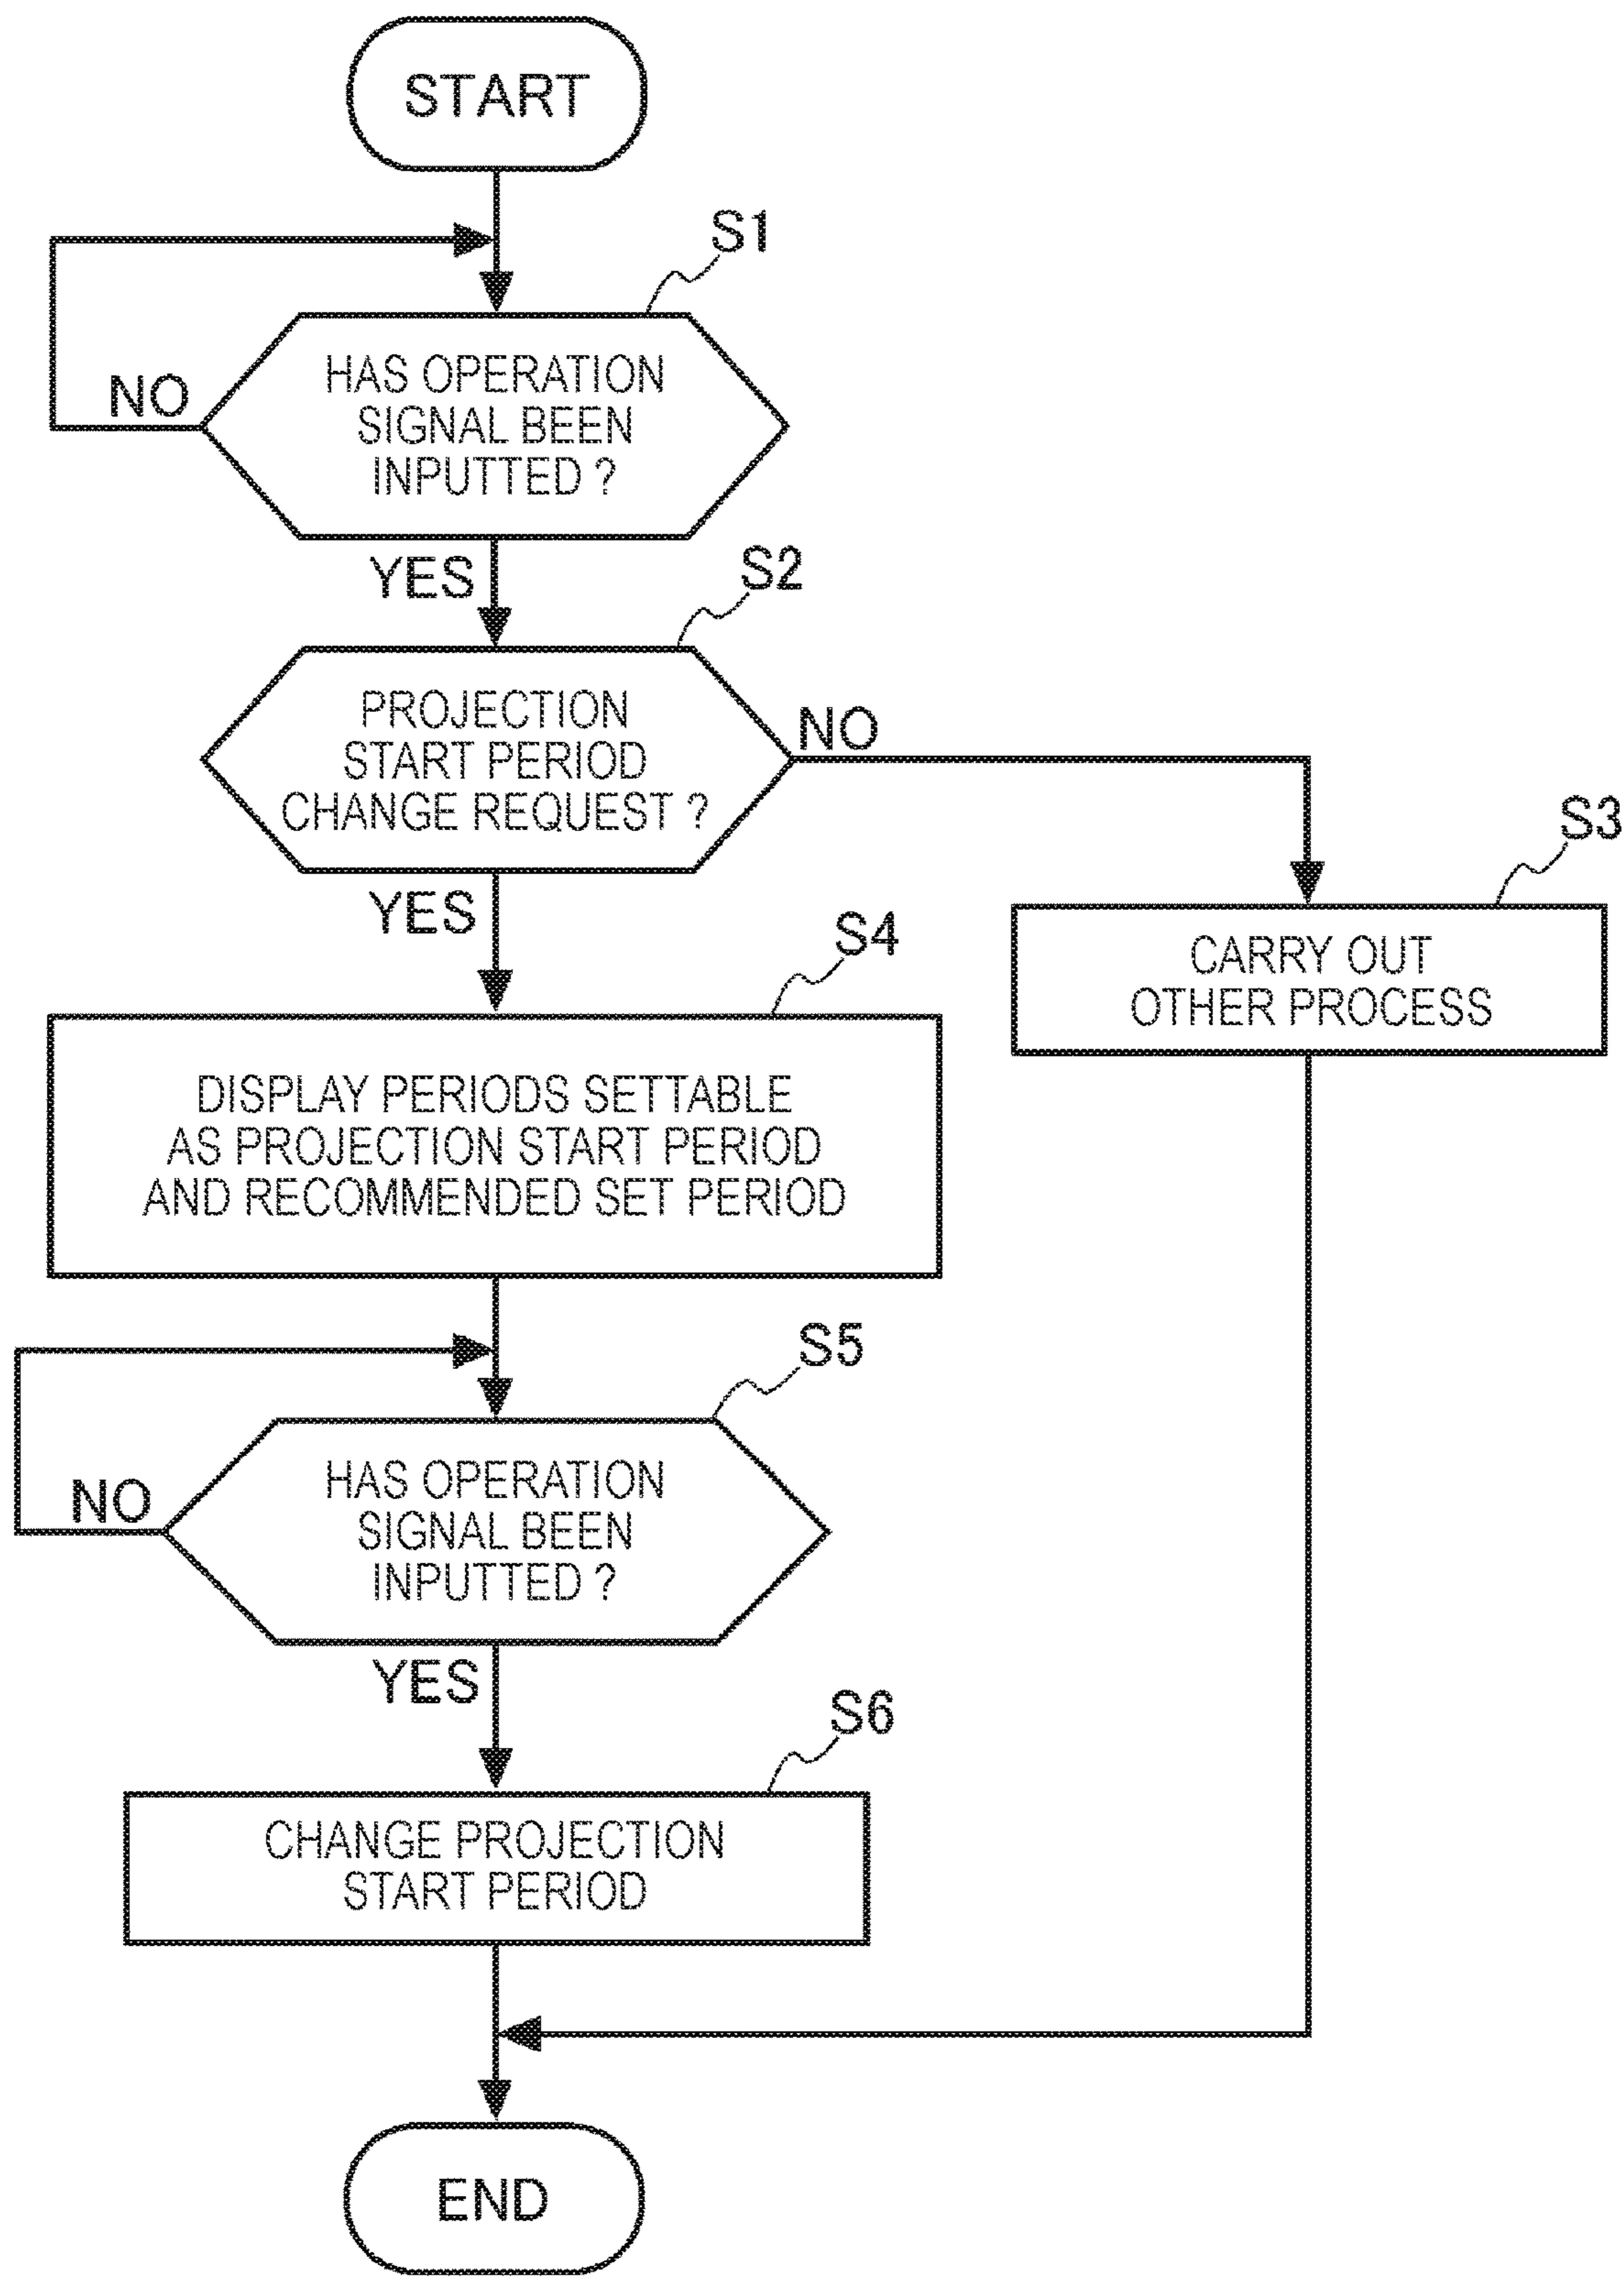 START
S1
HAS OPERATION
SIGNAL BEEN
INPUTTED ?
NO
YES
S2
PROJECTION
START PERIOD
CHANGE REQUEST ?
NO
YES
S3
CARRY OUT
OTHER PROCESS
S4
DISPLAY PERIODS SETTABLE
AS PROJECTION START PERIOD
AND RECOMMENDED SET PERIOD
S5
HAS OPERATION
SIGNAL BEEN
INPUTTED ?
NO
YES
S6
CHANGE PROJECTION
START PERIOD
END